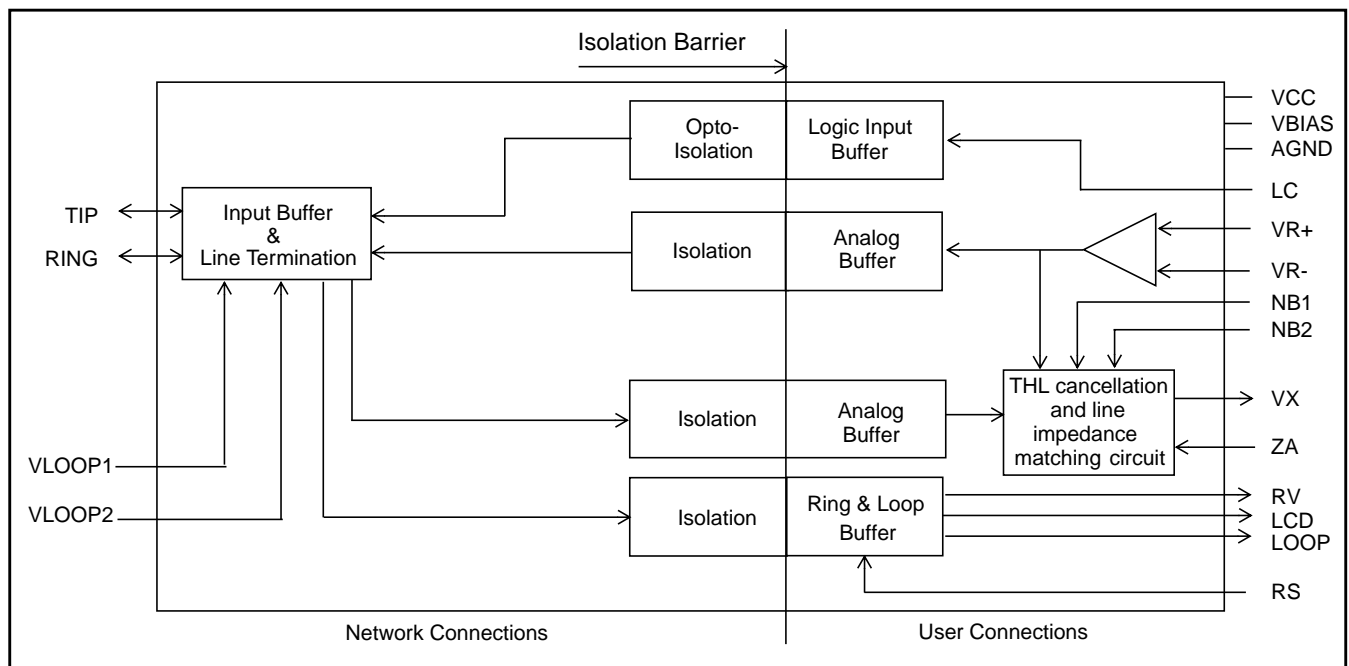 Isolation Barrier
VCC
VBIAS
AGND
LC
VR+
VR-
NB1
NB2
VX
ZA
RV
LCD
LOOP
RS
TIP
RING
VLOOP1
VLOOP2
Input Buffer
&
Line Termination
Opto-
Isolation
Logic Input
Buffer
Isolation
Analog
Buffer
Isolation
Analog
Buffer
THL cancellation
and line
impedance
matching circuit
Isolation
Ring & Loop
Buffer
Network Connections
User Connections